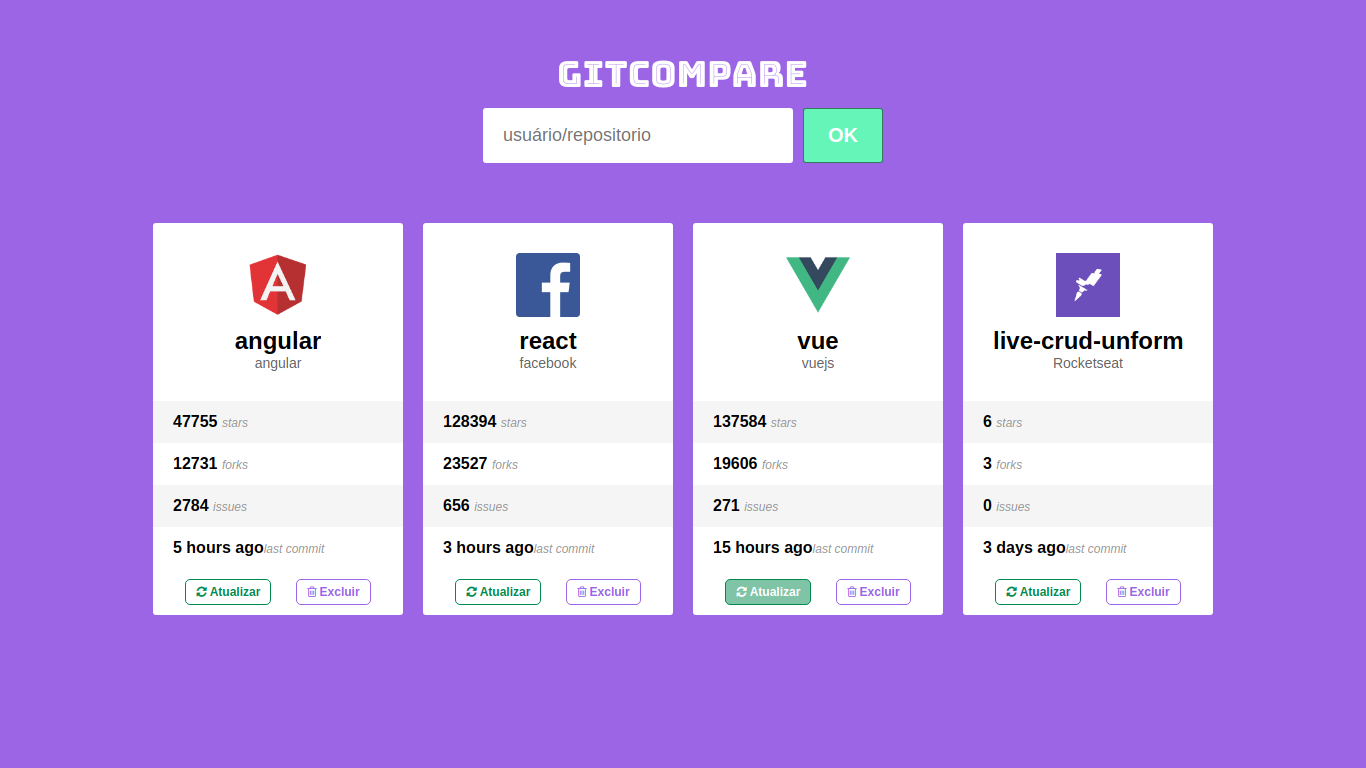 GITCOMPARE
usuário/repositorio
OK
angular
angular
47755 stars
12731 forks
2784 issues
5 hours agolast commit
Atualizar
Excluir
react
facebook
128394 stars
23527 forks
656 issues
3 hours agolast commit
Atualizar
Excluir
vue
vuejs
137584 stars
19606 forks
271 issues
15 hours agolast commit
Atualizar
Excluir
live-crud-unform
Rocketseat
6 stars
3 forks
0 issues
3 days agolast commit
Atualizar
Excluir